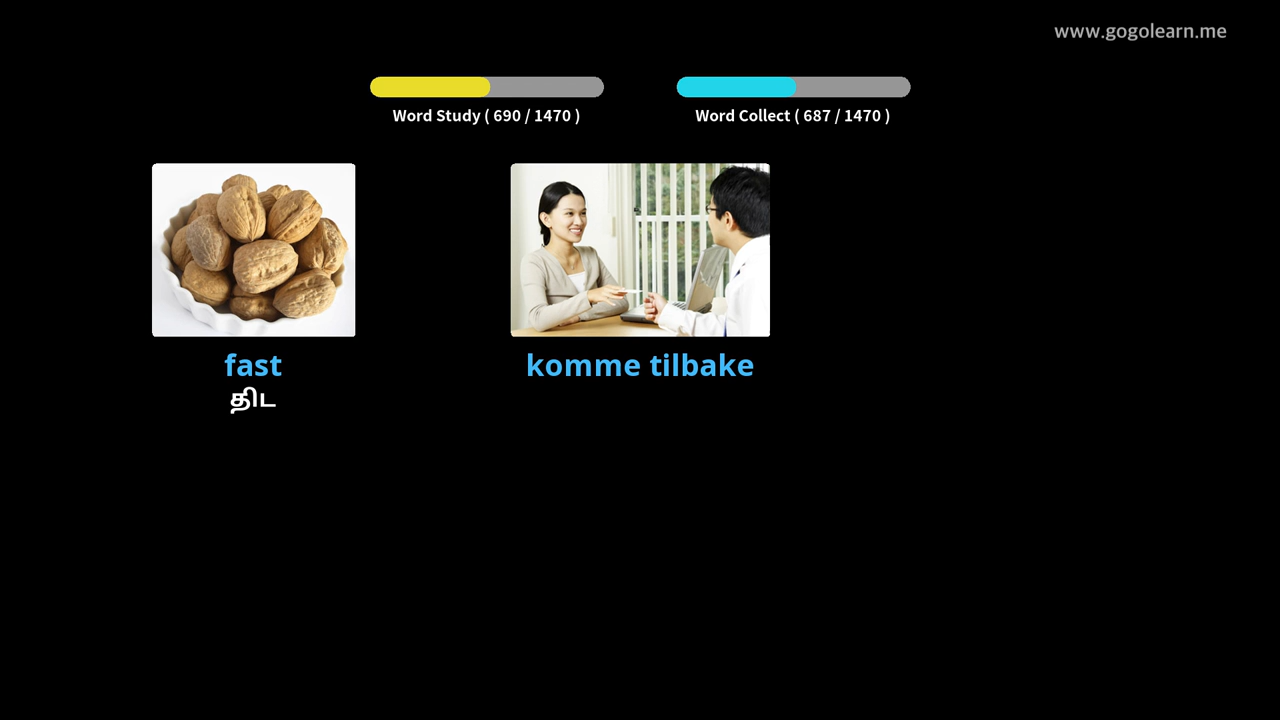 www.gogolearn.me
Word Study ( 690 / 1470 )
Word Collect ( 687 / 1470 )
fast
திட
komme tilbake